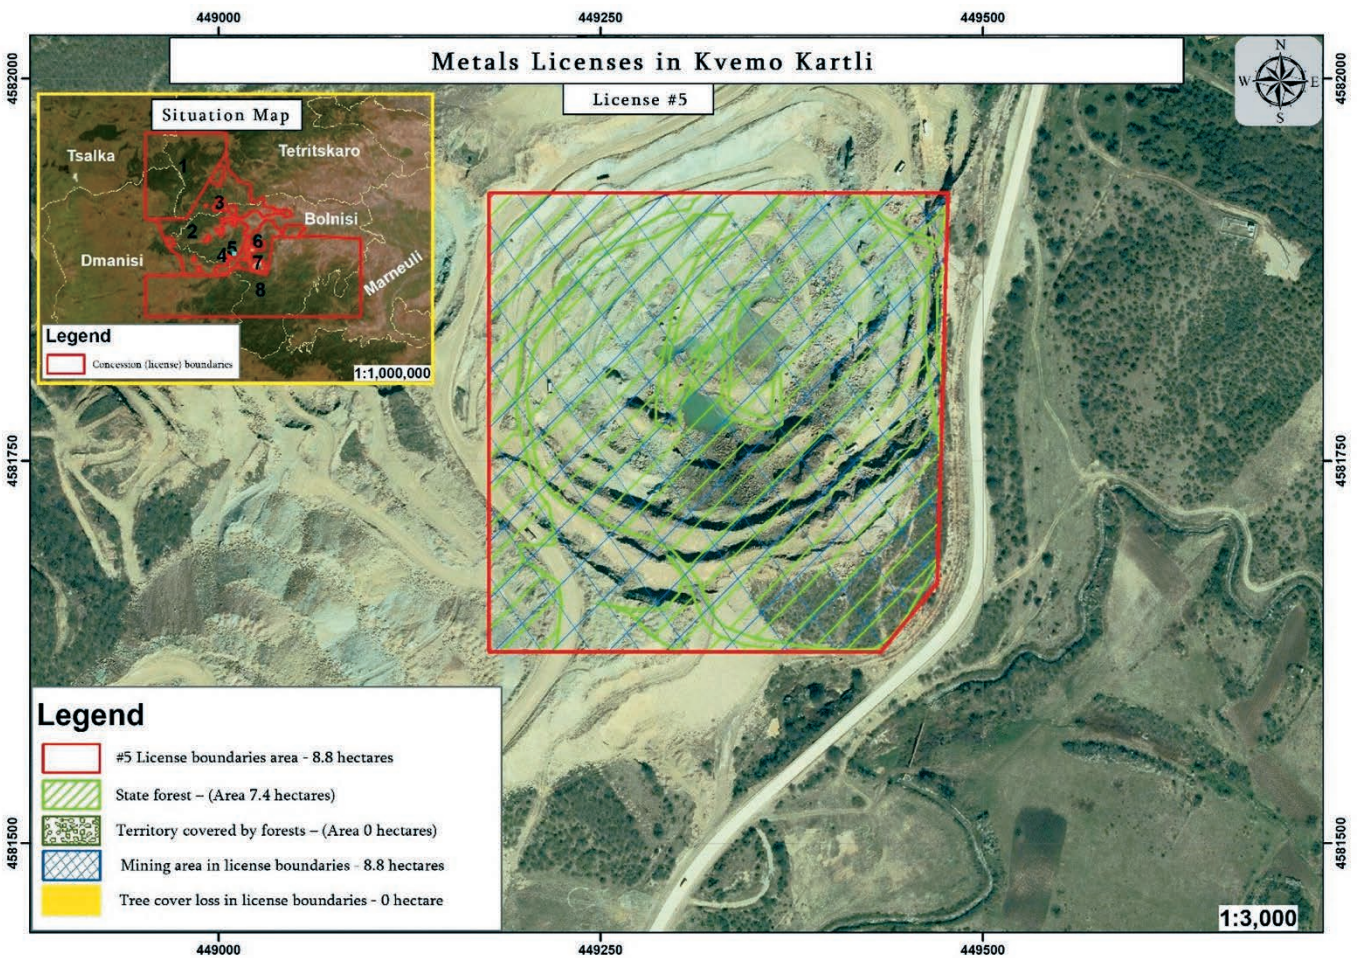 449000 449250 449500
Metals Licenses in Kvemo Kartli
License #5
N
W E
S
4582000 4582000
Situation Map
Tsalka
Tetritskaro
1
3
Bolnisi
2
5 6
4 7
Dmanisi
Marneuli
8
Legend
Concession (license) boundaries
1:1,000,000
4581750 4581750
Legend
#5 License boundaries area - 8.8 hectares
State forest – (Area 7.4 hectares)
Territory covered by forests – (Area 0 hectares)
Mining area in license boundaries - 8.8 hectares
Tree cover loss in license boundaries - 0 hectare
4581500 4581500
1:3,000
449000 449250 449500